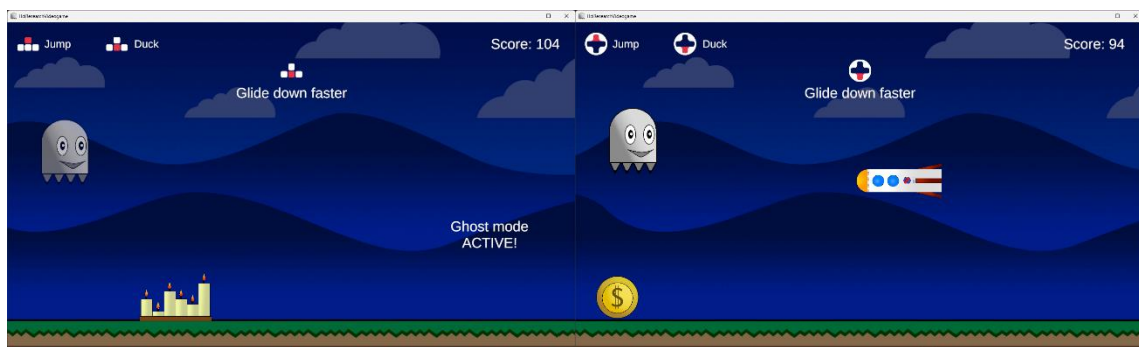 Jump
Duck
Score: 104
Glide down faster
Ghost mode
ACTIVE!
Jump
Duck
Score: 94
Glide down faster
$